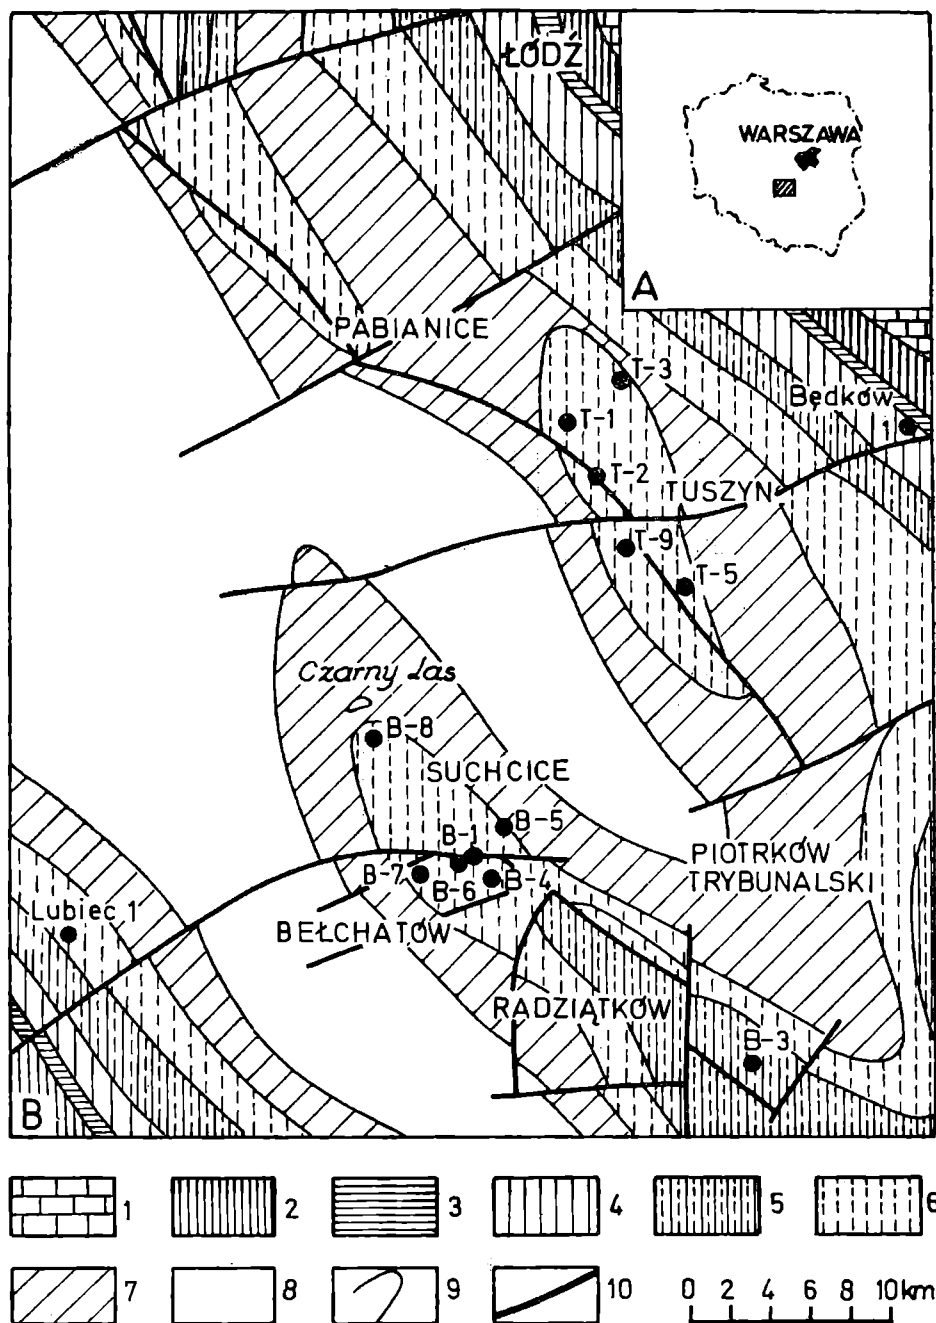 ŁÓDŹ
WARSZAWA
A
PABIANICE
T-3
Będków
1
T-1
T-2
TUSZYN
T-9
T-5
Czarny Las
B-8
SUCHCICE
B-5
B-1
PIOTRKÓW
TRYBUNALSKI
B-7
B-6
B-4
Lubiec 1
BEŁCHATÓW
RADZIĄTKÓW
B-3
B
1 2 3 4 5 6
7 8 9 10 0 2 4 6 8 10 km